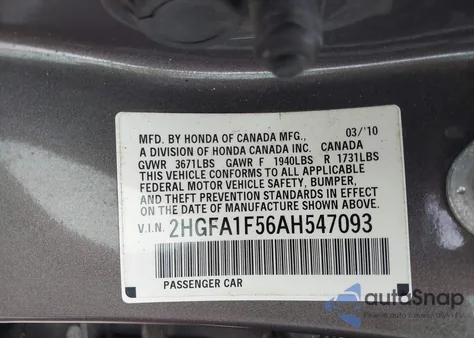 MFD. BY HONDA OF CANADA MFG., 03/'10
A DIVISION OF HONDA CANADA INC. CANADA
GVWR 3671LBS GAWR F 1940LBS R 1731LBS
THIS VEHICLE CONFORMS TO ALL APPLICABLE
FEDERAL MOTOR VEHICLE SAFETY, BUMPER,
AND THEFT PREVENTION STANDARDS IN EFFECT
ON THE DATE OF MANUFACTURE SHOWN ABOVE.
V.I.N. 2HGFA1F56AH547093
PASSENGER CAR
autoSnap